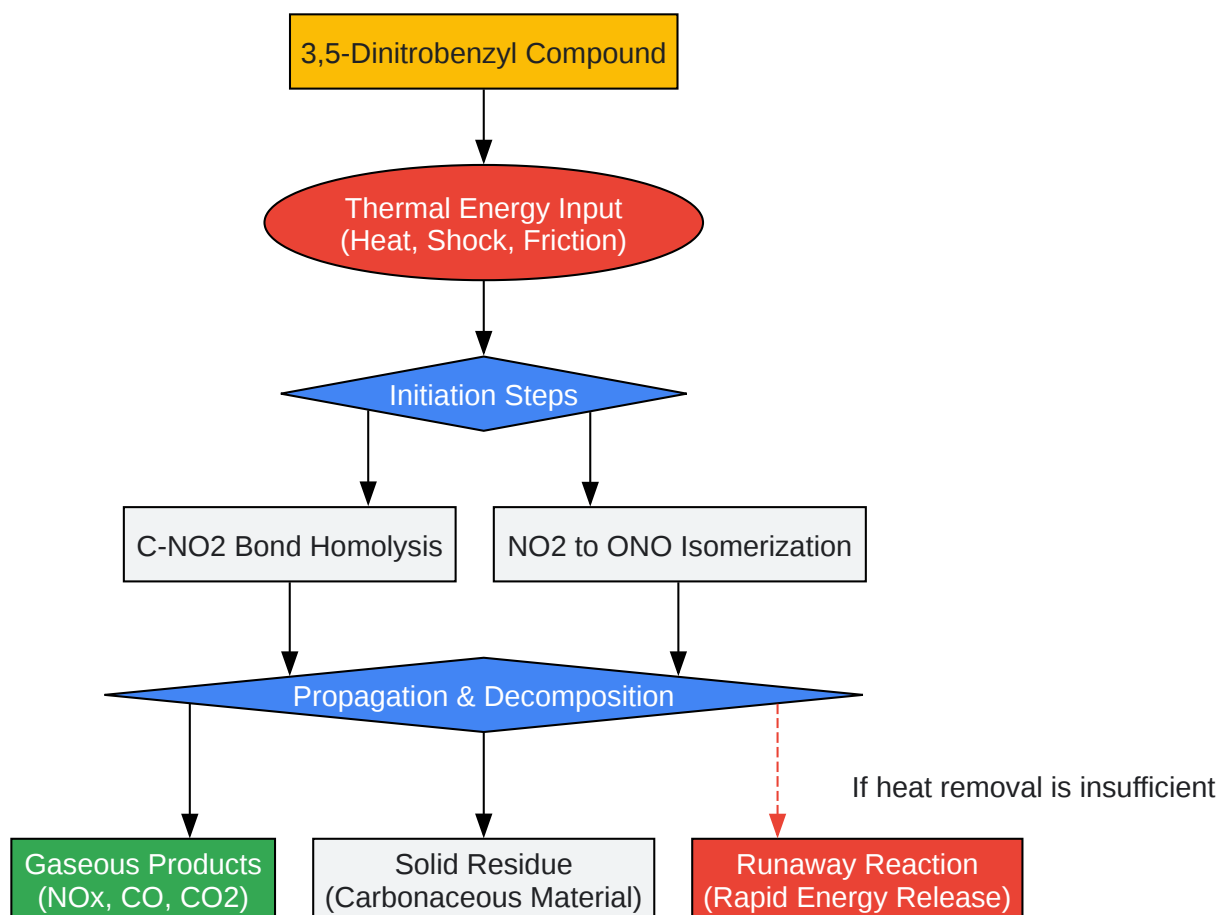 3,5-Dinitrobenzyl Compound
Thermal Energy Input
(Heat, Shock, Friction)
Initiation Steps
C-NO2 Bond Homolysis
NO2 to ONO Isomerization
Propagation & Decomposition
If heat removal is insufficient
Gaseous Products
(NOx, CO, CO2)
Solid Residue
(Carbonaceous Material)
Runaway Reaction
(Rapid Energy Release)